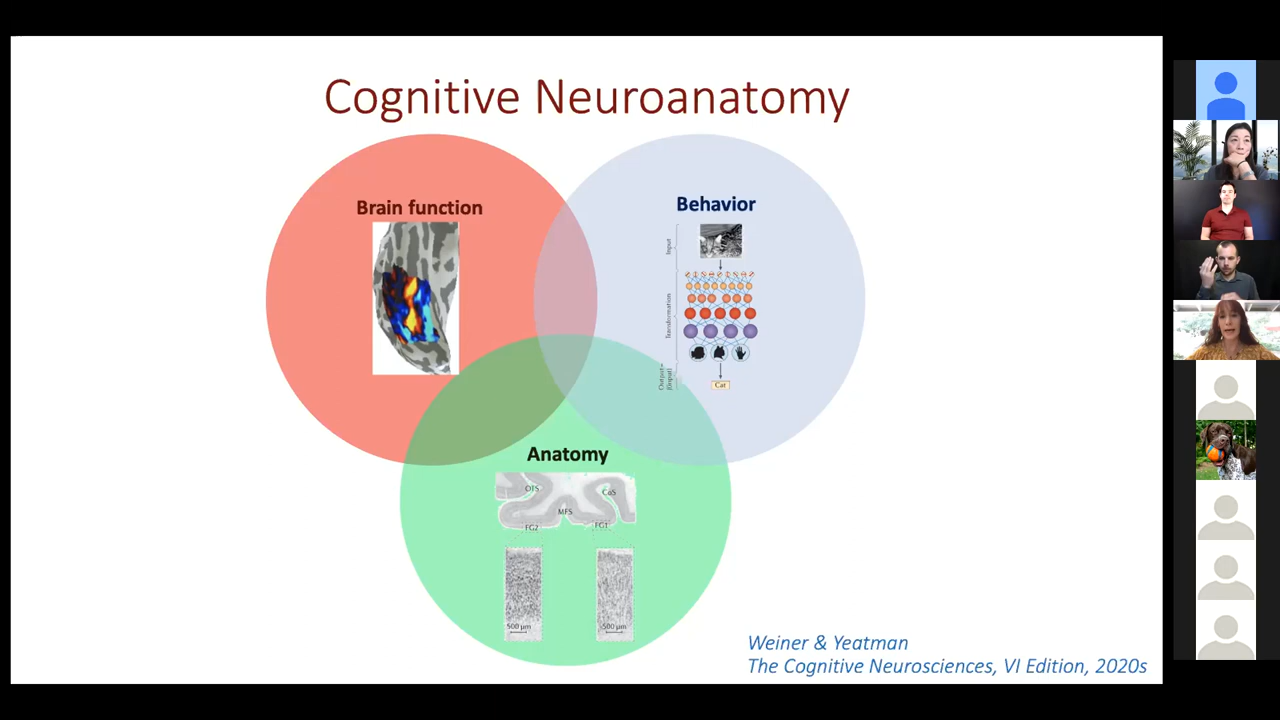 Cognitive Neuroanatomy
Brain function
Behavior
Input
Transformation
Output=
f(input)
Cat
Anatomy
OTS
CoS
MFS
FG2
FG1
500 µm
500 µm
Weiner & Yeatman
The Cognitive Neurosciences, VI Edition, 2020s